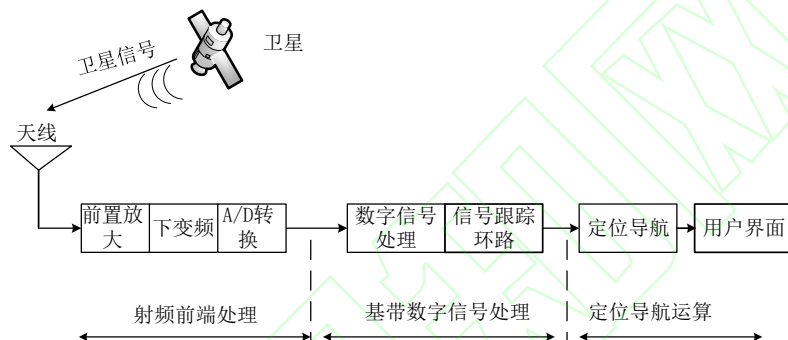 卫星
卫星信号
天线
前置放
大
下变频
A/D转
换
数字信号
处理
信号跟踪
环路
定位导航
用户界面
射频前端处理
基带数字信号处理
定位导航运算